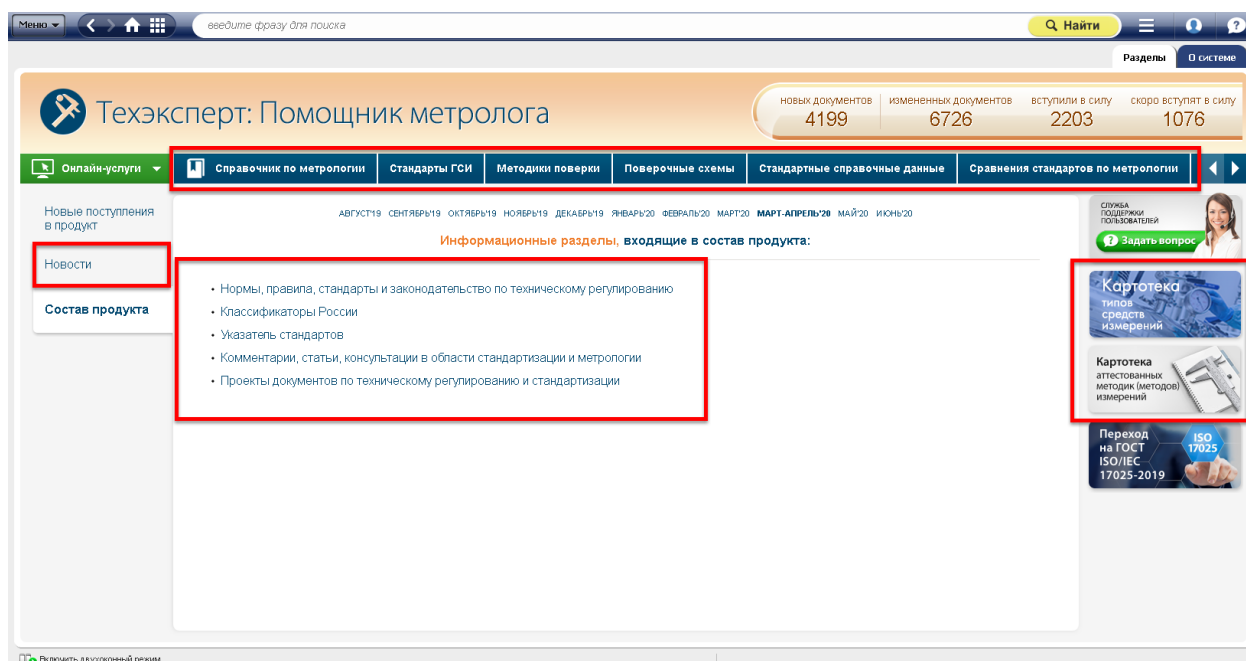 Меню
введите фразу для поиска
Найти
?
Разделы
О системе
Техэксперт: Помощник метролога
новых документов
4199
измененных документов
6726
вступили в силу
2203
скоро вступят в силу
1076
Онлайн-услуги
Справочник по метрологии
Стандарты ГСИ
Методики поверки
Поверочные схемы
Стандартные справочные данные
Сравнения стандартов по метрологии
Новые поступления
в продукт
Новости
Состав продукта
АВГУСТ'19 СЕНТЯБРЬ'19 ОКТЯБРЬ'19 НОЯБРЬ'19 ДЕКАБРЬ'19 ЯНВАРЬ'20 ФЕВРАЛЬ'20 МАРТ'20 МАРТ-АПРЕЛЬ'20 МАЙ'20 ИЮНЬ'20
Информационные разделы, входящие в состав продукта:
• Нормы, правила, стандарты и законодательство по техническому регулированию
• Классификаторы России
• Указатель стандартов
• Комментарии, статьи, консультации в области стандартизации и метрологии
• Проекты документов по техническому регулированию и стандартизации
СЛУЖБА
ПОДДЕРЖКИ
ПОЛЬЗОВАТЕЛЕЙ
? Задать вопрос
Картотека
типов
средств
измерений
Картотека
аттестованных
методик (методов)
измерений
Переход
на ГОСТ
ISO/IEC
17025-2019
ISO
17025
Включить двухоконный режим